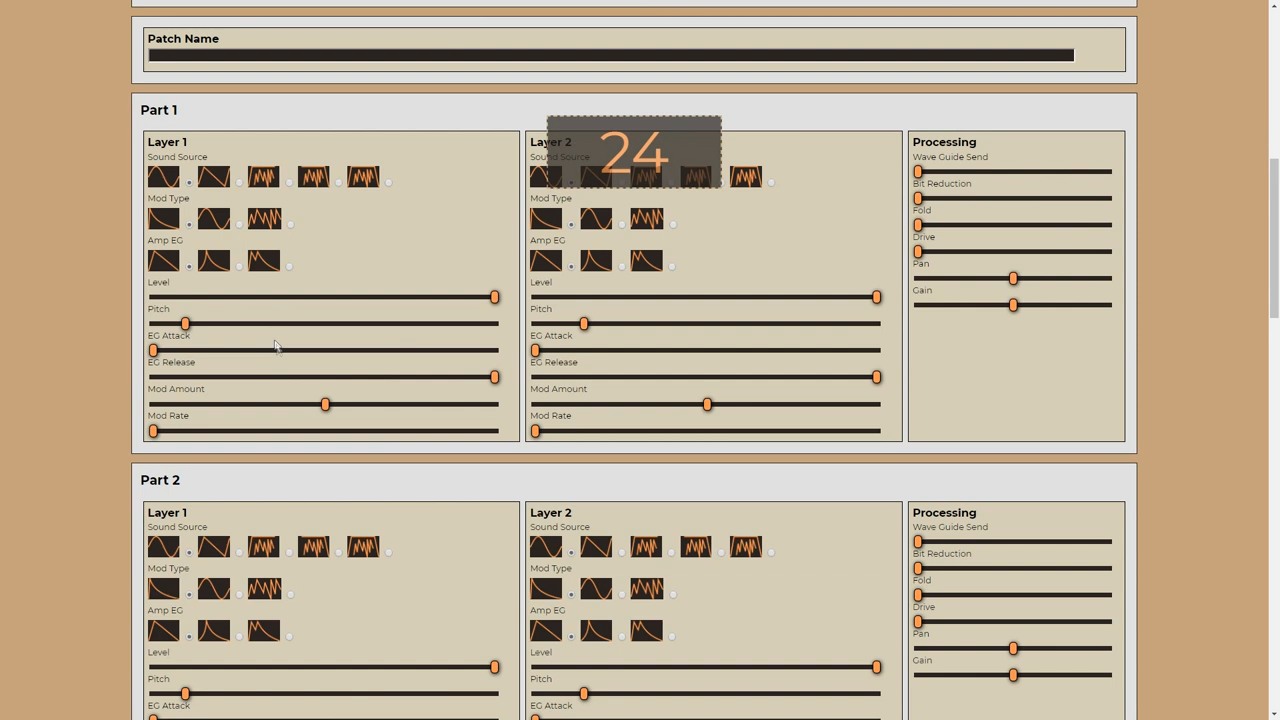 Patch Name
Part 1
Layer 1
Sound Source
Mod Type
Amp EG
Level
Pitch
EG Attack
EG Release
Mod Amount
Mod Rate
24
Layer 2
Sound Source
Mod Type
Amp EG
Level
Pitch
EG Attack
EG Release
Mod Amount
Mod Rate
Processing
Wave Guide Send
Bit Reduction
Fold
Drive
Pan
Gain
Part 2
Layer 1
Sound Source
Mod Type
Amp EG
Level
Pitch
EG Attack
Layer 2
Sound Source
Mod Type
Amp EG
Level
Pitch
EG Attack
Processing
Wave Guide Send
Bit Reduction
Fold
Drive
Pan
Gain